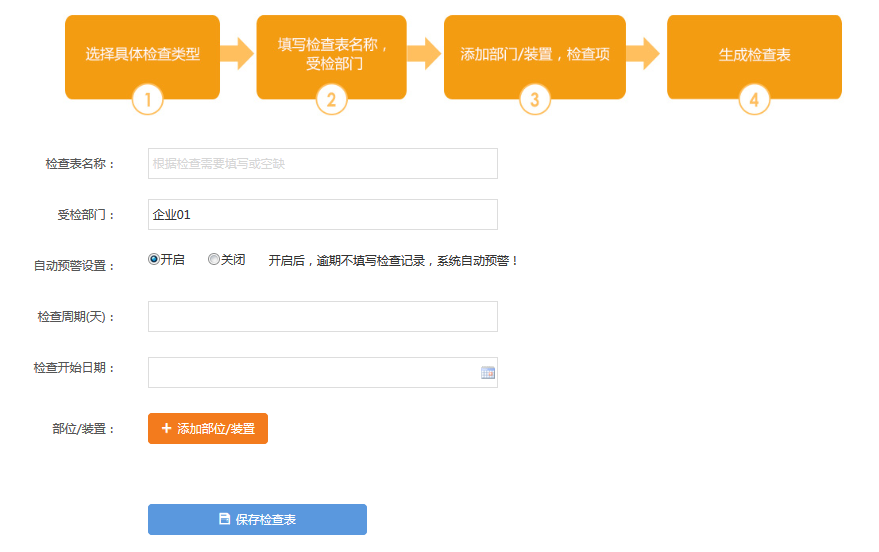 选择具体检查类型
填写检查表名称，
受检部门
添加部门/装置，检查项
生成检查表
1
2
3
4
检查表名称：
根据检查需要填写或空缺
受检部门：
企业01
自动预警设置：
开启 关闭 开启后，逾期不填写检查记录，系统自动预警！
检查周期(天)：
检查开始日期：
部位/装置：
+ 添加部位/装置
保存检查表